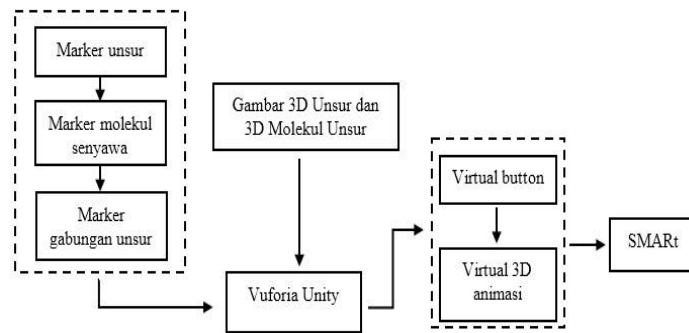 Marker unsur
Marker molekul
senyawa
Marker
gabungan unsur
Gambar 3D Unsur dan
3D Molekul Unsur
Vuforia Unity
Virtual button
Virtual 3D
animasi
SMARt